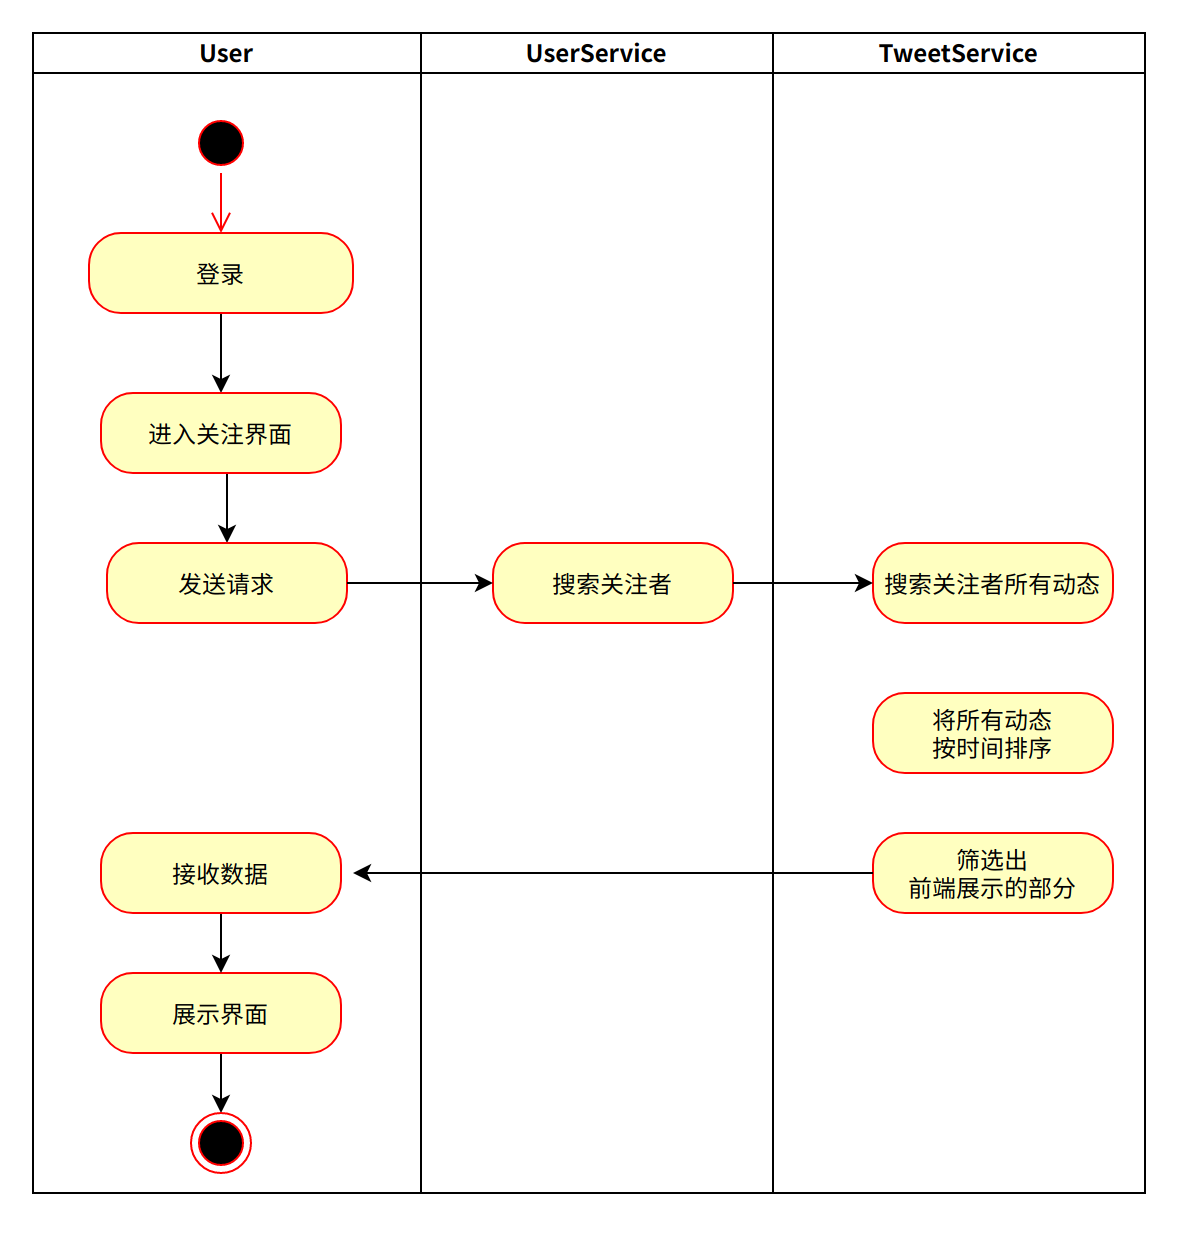 User
UserService
TweetService
登录
进入关注界面
发送请求
搜索关注者
搜索关注者所有动态
将所有动态
按时间排序
接收数据
筛选出
前端展示的部分
展示界面